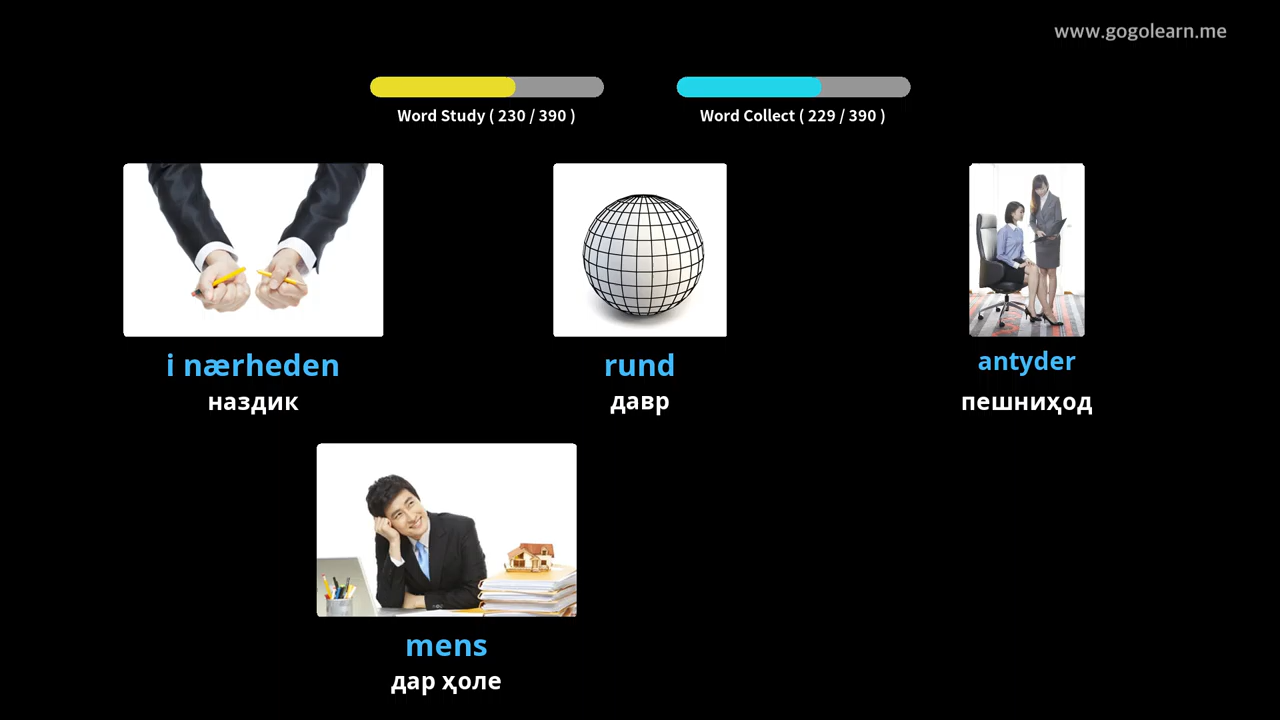 www.gogolearn.me
Word Study ( 230 / 390 )
Word Collect ( 229 / 390 )
i nærheden
наздик
rund
давр
antyder
пешниҳод
mens
дар ҳоле